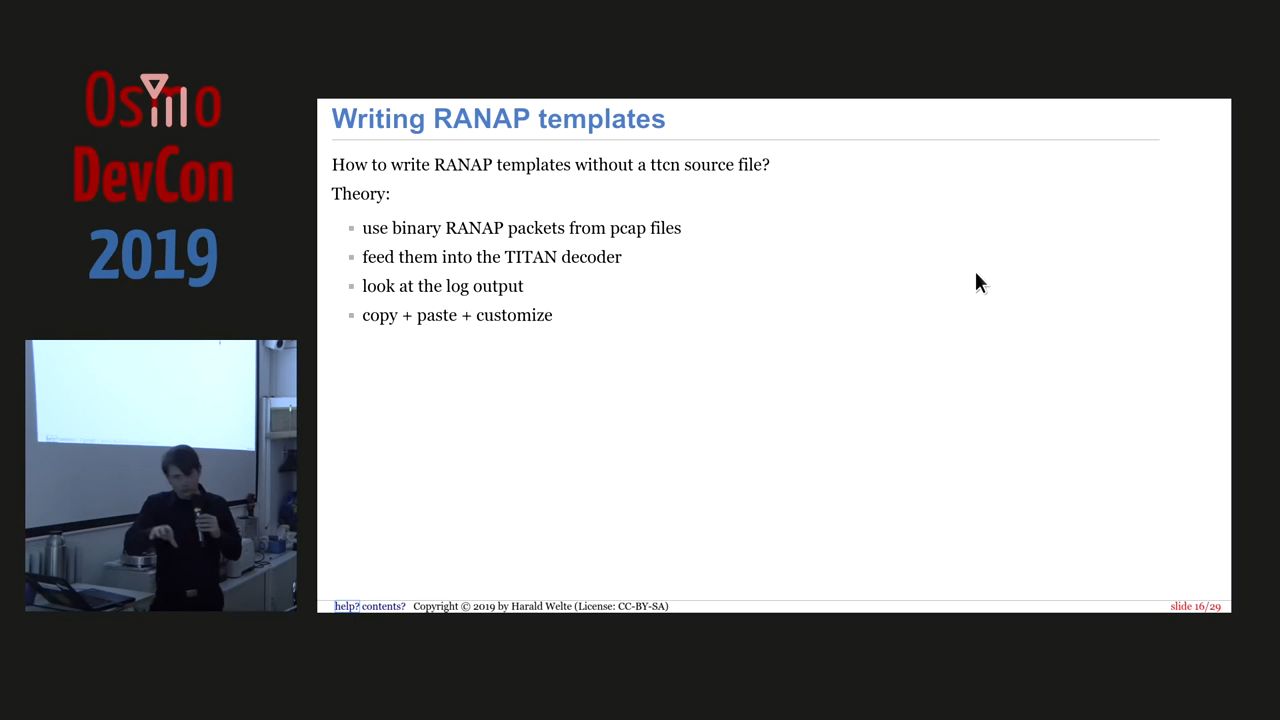 Osmo
DevCon
2019
Writing RANAP templates
How to write RANAP templates without a ttcn source file?
Theory:
use binary RANAP packets from pcap files
feed them into the TITAN decoder
look at the log output
copy + paste + customize
help? contents? Copyright © 2019 by Harald Welte (License: CC-BY-SA)
slide 16/29